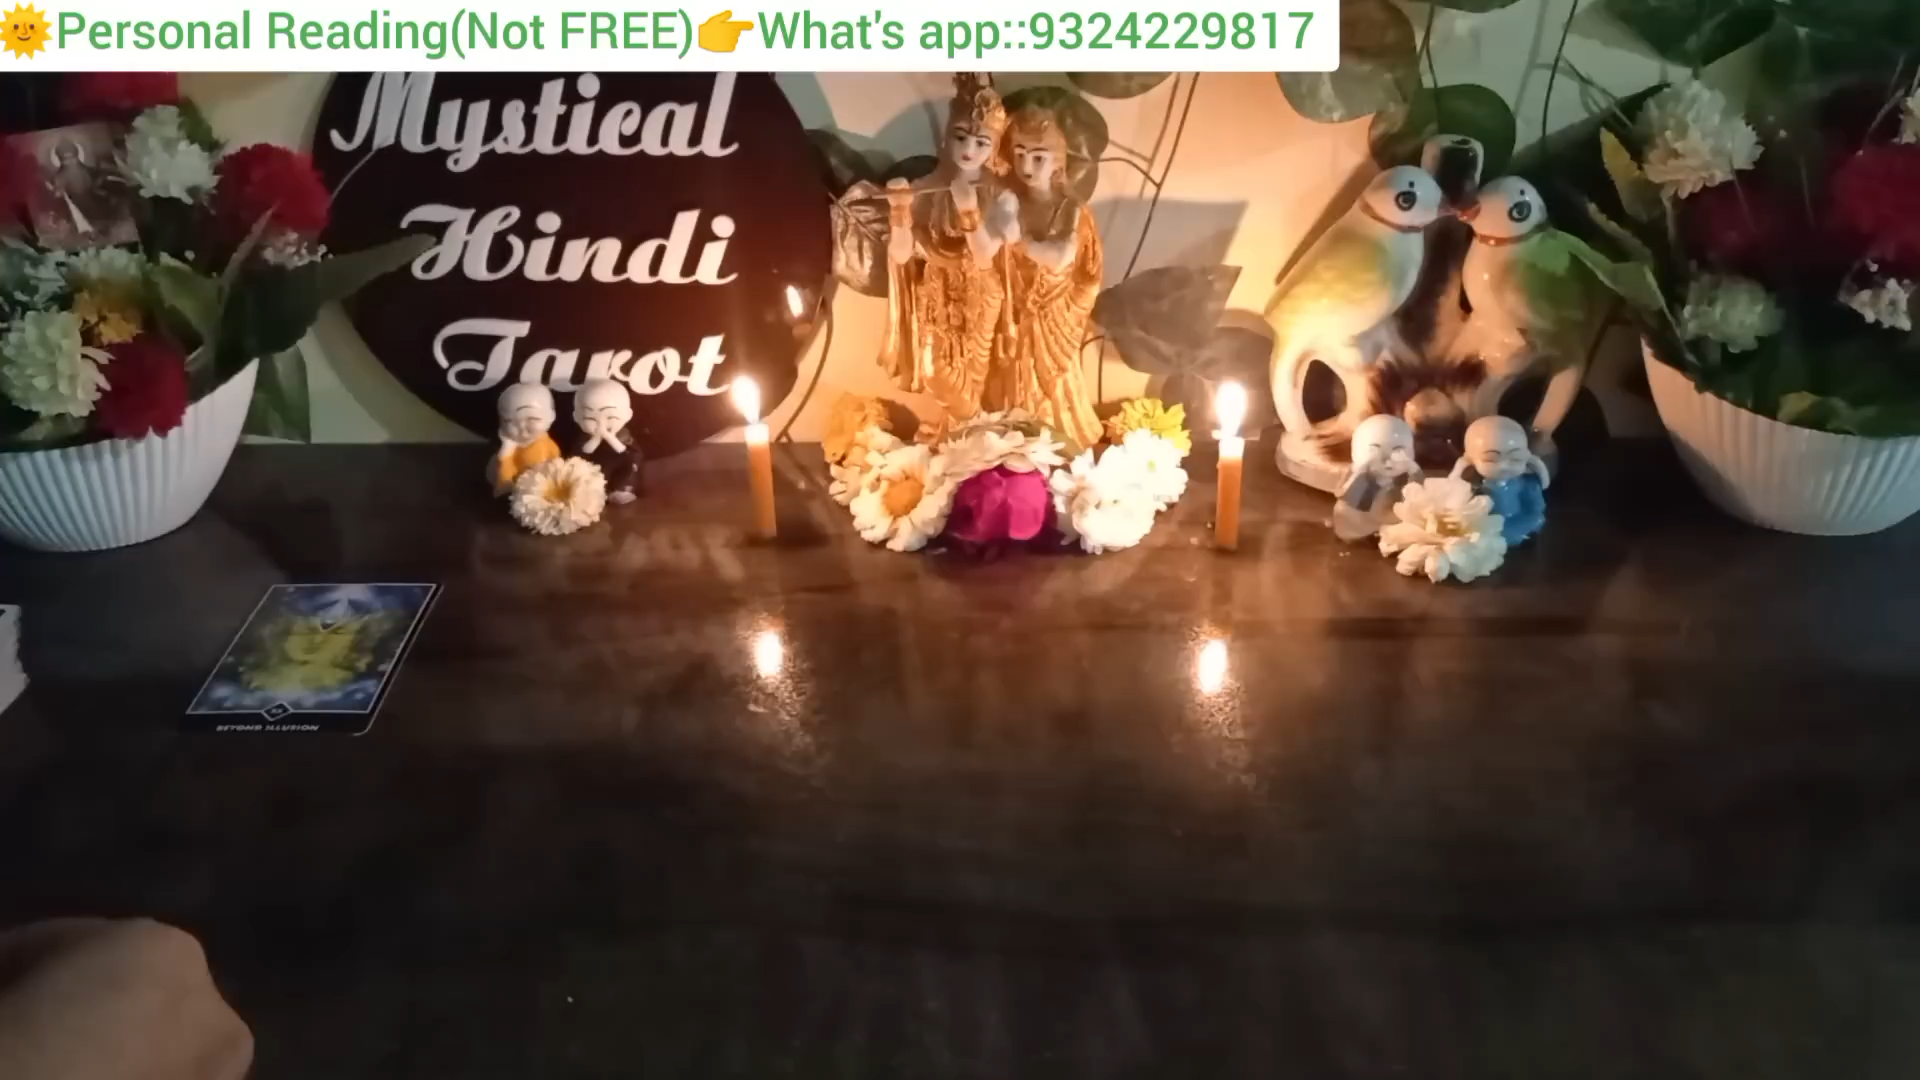 🌞Personal Reading(Not FREE)👉What's app::9324229817
Mystical
Hindi
Tarot
BEYOND ILLUSION